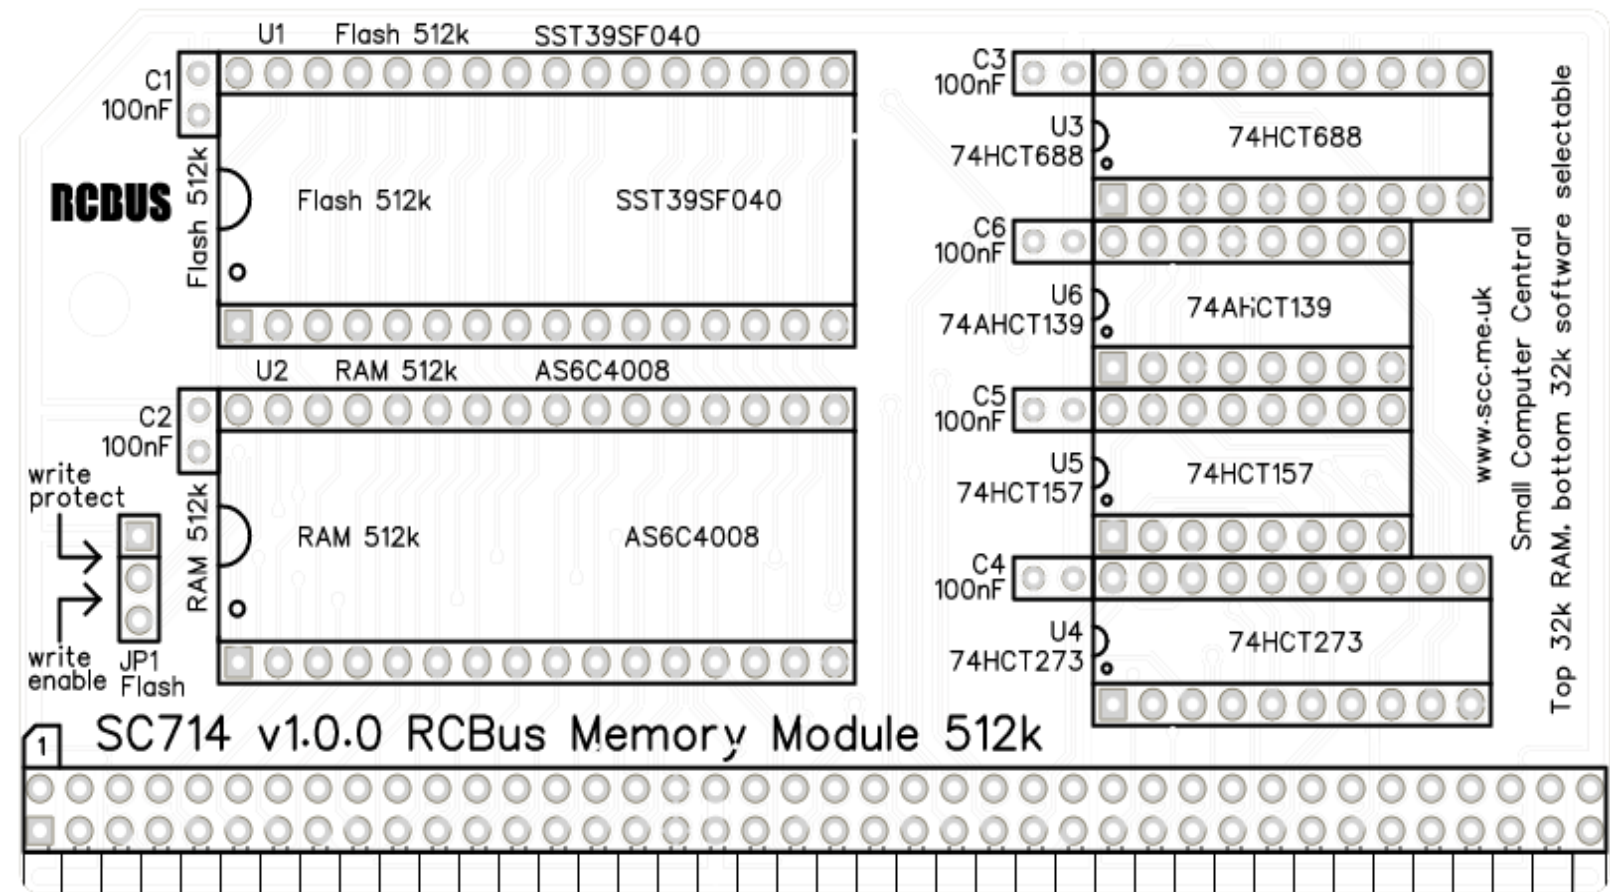 U1 Flash 512k SST39SF040
C1
100nF
RCBUS
Flash 512k
Flash 512k SST39SF040
U2 RAM 512k AS6C4008
C2
100nF
write
protect
RAM 512k
RAM 512k AS6C4008
write
enable
JP1
Flash
C3
100nF
U3
74HCT688
74HCT688
C6
100nF
U6
74AHCT139
74AHCT139
C5
100nF
U5
74HCT157
74HCT157
C4
100nF
U4
74HCT273
74HCT273
www.scc.me.uk
Small Computer Central
Top 32k RAM, bottom 32k software selectable
1
SC714 v1.0.0 RCBus Memory Module 512k